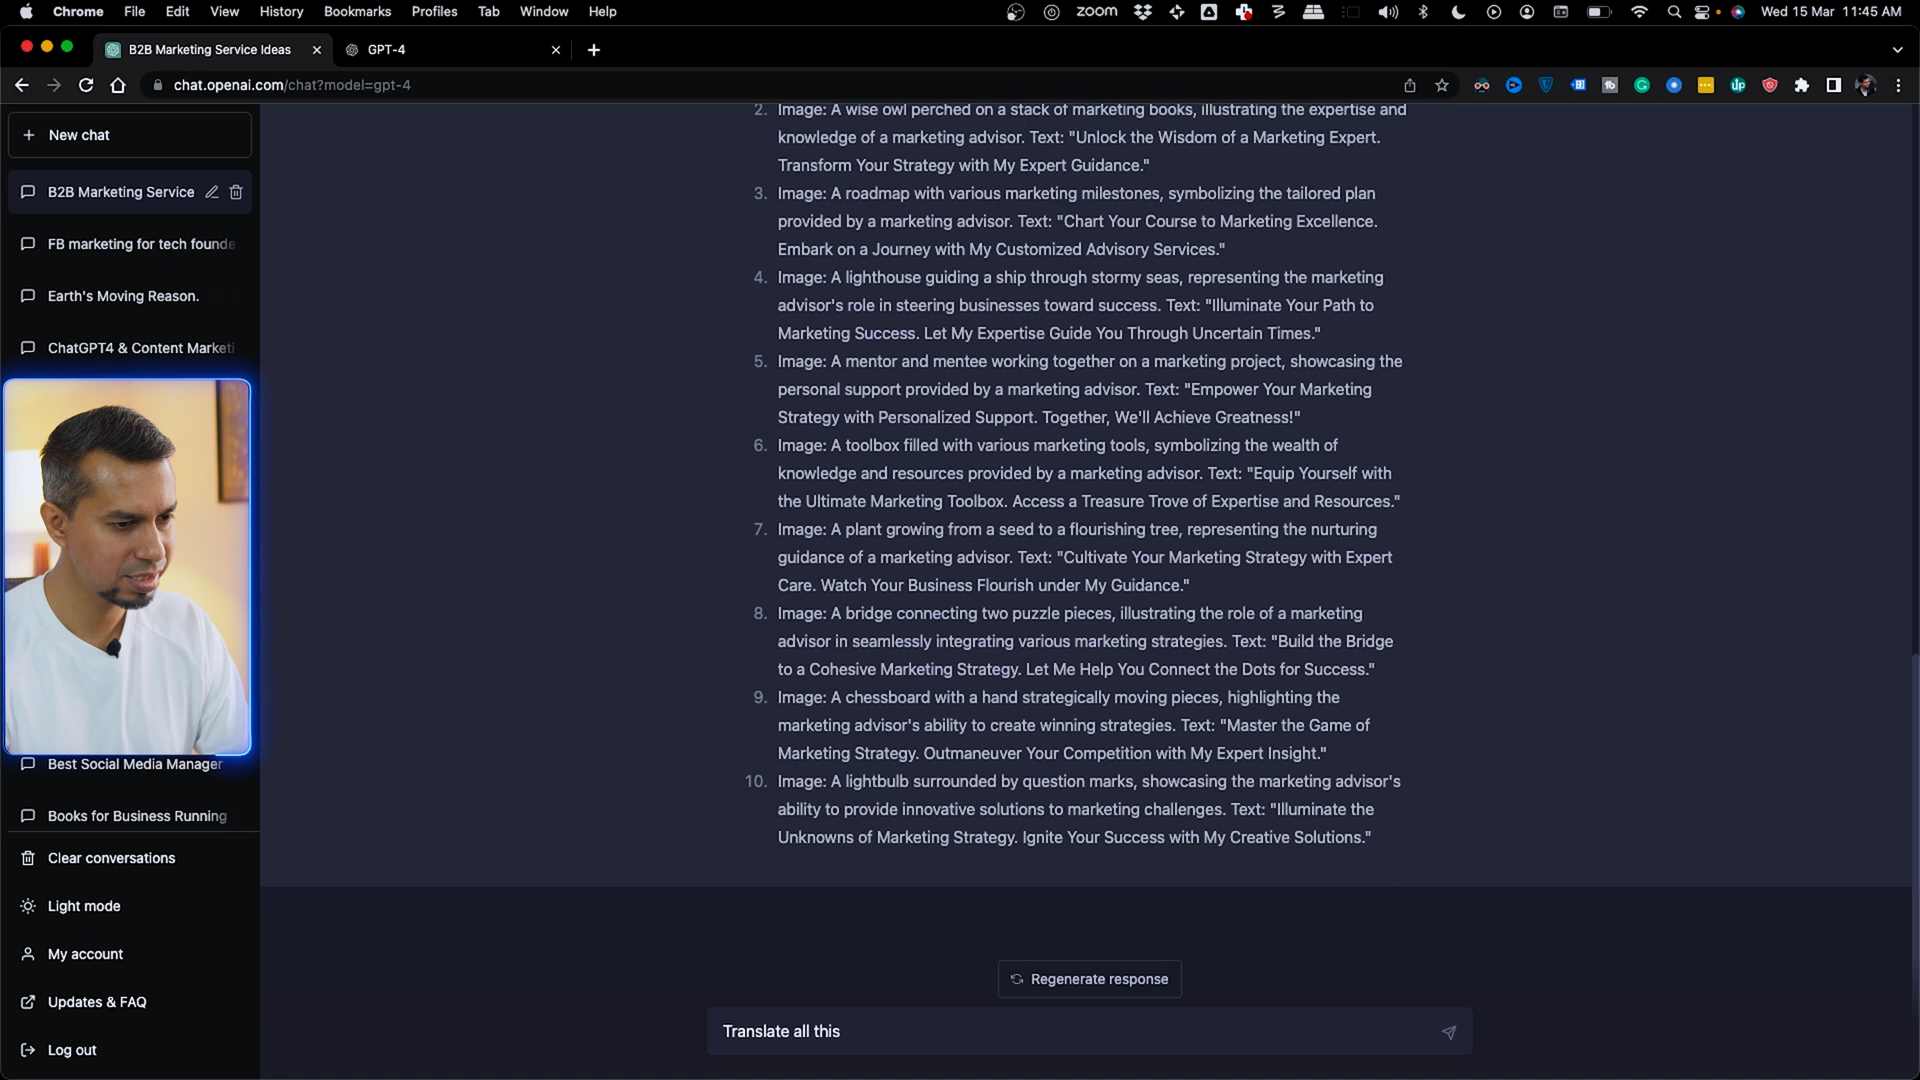 Chrome File Edit View History Bookmarks Profiles Tab Window Help zoom Wed 15 Mar 11:45 AM
B2B Marketing Service Ideas GPT-4
chat.openai.com/chat?model=gpt-4
New chat
B2B Marketing Service
FB marketing for tech founde
Earth's Moving Reason.
ChatGPT4 & Content Marketi
Best Social Media Manager
Books for Business Running
Clear conversations
Light mode
My account
Updates & FAQ
Log out
2. Image: A wise owl perched on a stack of marketing books, illustrating the expertise and
knowledge of a marketing advisor. Text: "Unlock the Wisdom of a Marketing Expert.
Transform Your Strategy with My Expert Guidance."
3. Image: A roadmap with various marketing milestones, symbolizing the tailored plan
provided by a marketing advisor. Text: "Chart Your Course to Marketing Excellence.
Embark on a Journey with My Customized Advisory Services."
4. Image: A lighthouse guiding a ship through stormy seas, representing the marketing
advisor's role in steering businesses toward success. Text: "Illuminate Your Path to
Marketing Success. Let My Expertise Guide You Through Uncertain Times."
5. Image: A mentor and mentee working together on a marketing project, showcasing the
personal support provided by a marketing advisor. Text: "Empower Your Marketing
Strategy with Personalized Support. Together, We'll Achieve Greatness!"
6. Image: A toolbox filled with various marketing tools, symbolizing the wealth of
knowledge and resources provided by a marketing advisor. Text: "Equip Yourself with
the Ultimate Marketing Toolbox. Access a Treasure Trove of Expertise and Resources."
7. Image: A plant growing from a seed to a flourishing tree, representing the nurturing
guidance of a marketing advisor. Text: "Cultivate Your Marketing Strategy with Expert
Care. Watch Your Business Flourish under My Guidance."
8. Image: A bridge connecting two puzzle pieces, illustrating the role of a marketing
advisor in seamlessly integrating various marketing strategies. Text: "Build the Bridge
to a Cohesive Marketing Strategy. Let Me Help You Connect the Dots for Success."
9. Image: A chessboard with a hand strategically moving pieces, highlighting the
marketing advisor's ability to create winning strategies. Text: "Master the Game of
Marketing Strategy. Outmaneuver Your Competition with My Expert Insight."
10. Image: A lightbulb surrounded by question marks, showcasing the marketing advisor's
ability to provide innovative solutions to marketing challenges. Text: "Illuminate the
Unknowns of Marketing Strategy. Ignite Your Success with My Creative Solutions."
Regenerate response
Translate all this